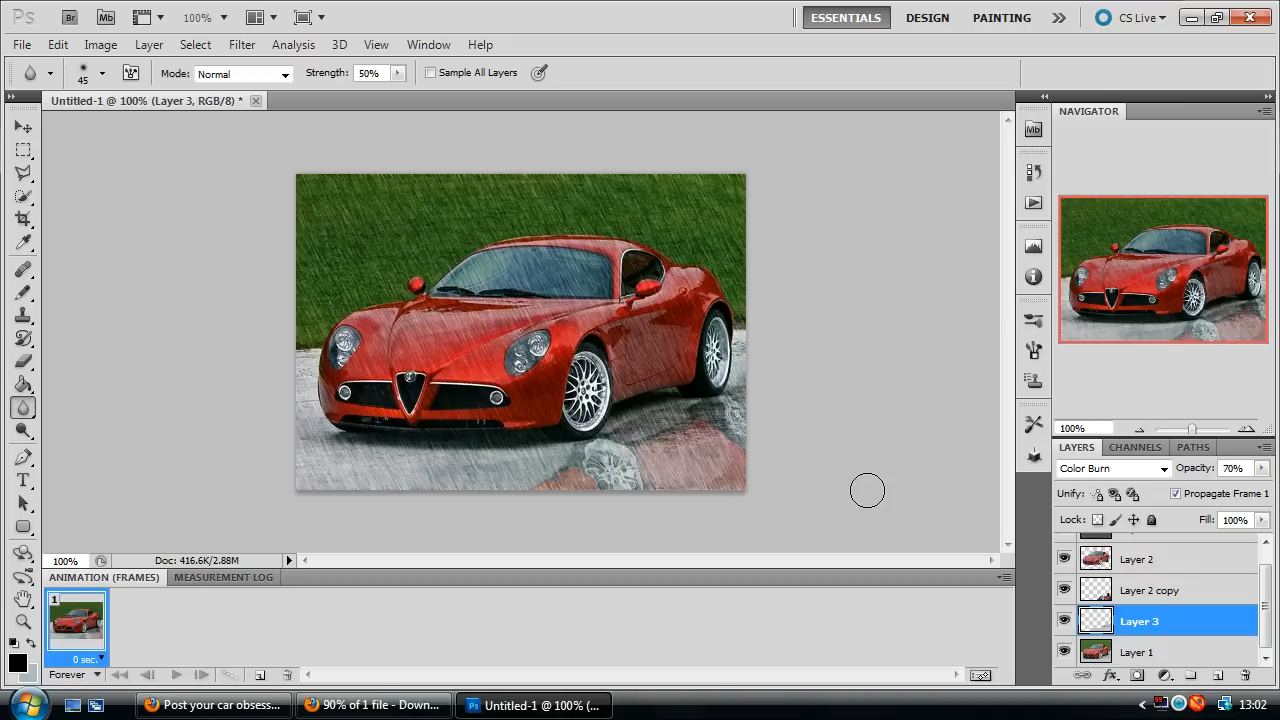 Ps Br Mb 100% ESSENTIALS DESIGN PAINTING CS Live
File Edit Image Layer Select Filter Analysis 3D View Window Help
45 Mode: Normal Strength: 50% Sample All Layers
Untitled-1 @ 100% (Layer 3, RGB/8) *
Mb
NAVIGATOR
100%
LAYERS CHANNELS PATHS
Color Burn Opacity: 70%
Unify: Propagate Frame 1
Lock: Fill: 100%
Layer 2
Layer 2 copy
Layer 3
Layer 1
100% Doc: 416.6K/2.88M
ANIMATION (FRAMES) MEASUREMENT LOG
1
0 sec.
Forever
Post your car obsess... 90% of 1 file - Down... Ps Untitled-1 @ 100% (... 13:02